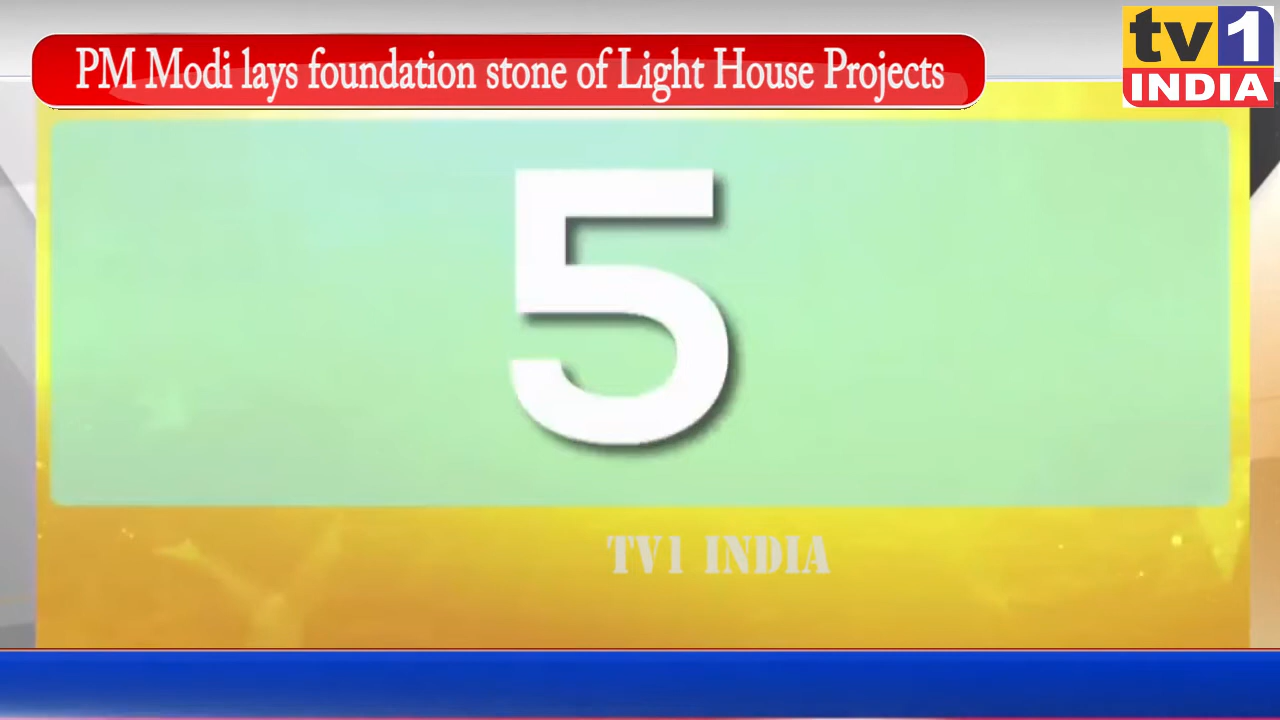 PM Modi lays foundation stone of Light House Projects
tv1
INDIA
5
TV1 INDIA